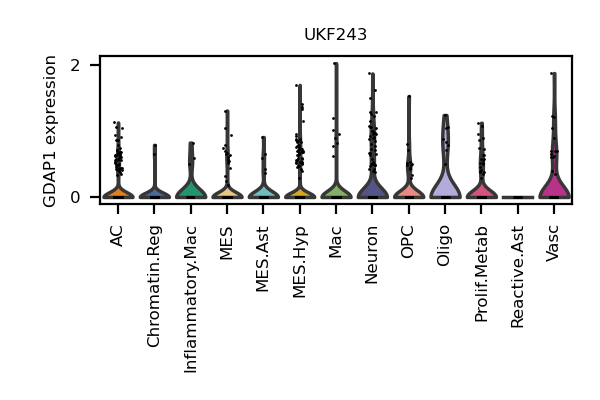 UKF243
GDAP1 expression
2
0
AC
Chromatin.Reg
Inflammatory.Mac
MES
MES.Ast
MES.Hyp
Mac
Neuron
OPC
Oligo
Prolif.Metab
Reactive.Ast
Vasc